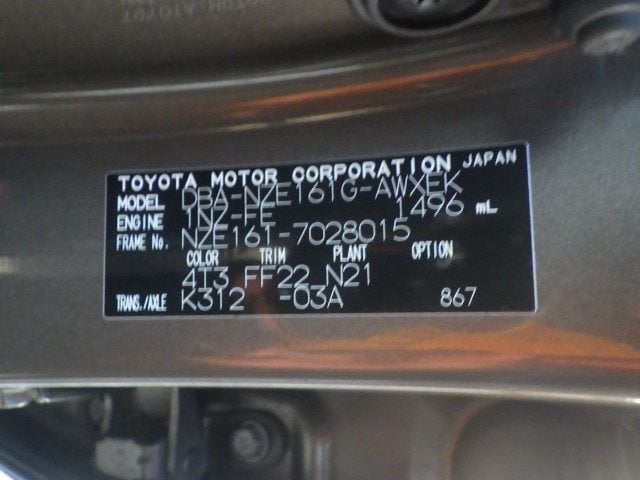 TOYOTA MOTOR CORPORATION JAPAN
MODEL DBA-NZE161G-AWXEK
ENGINE 1NZ-FE 1496 mL
FRAME No. NZE161-7028015
COLOR TRIM PLANT OPTION
4T3 FF22 N21
TRANS./AXLE K312 -03A 867